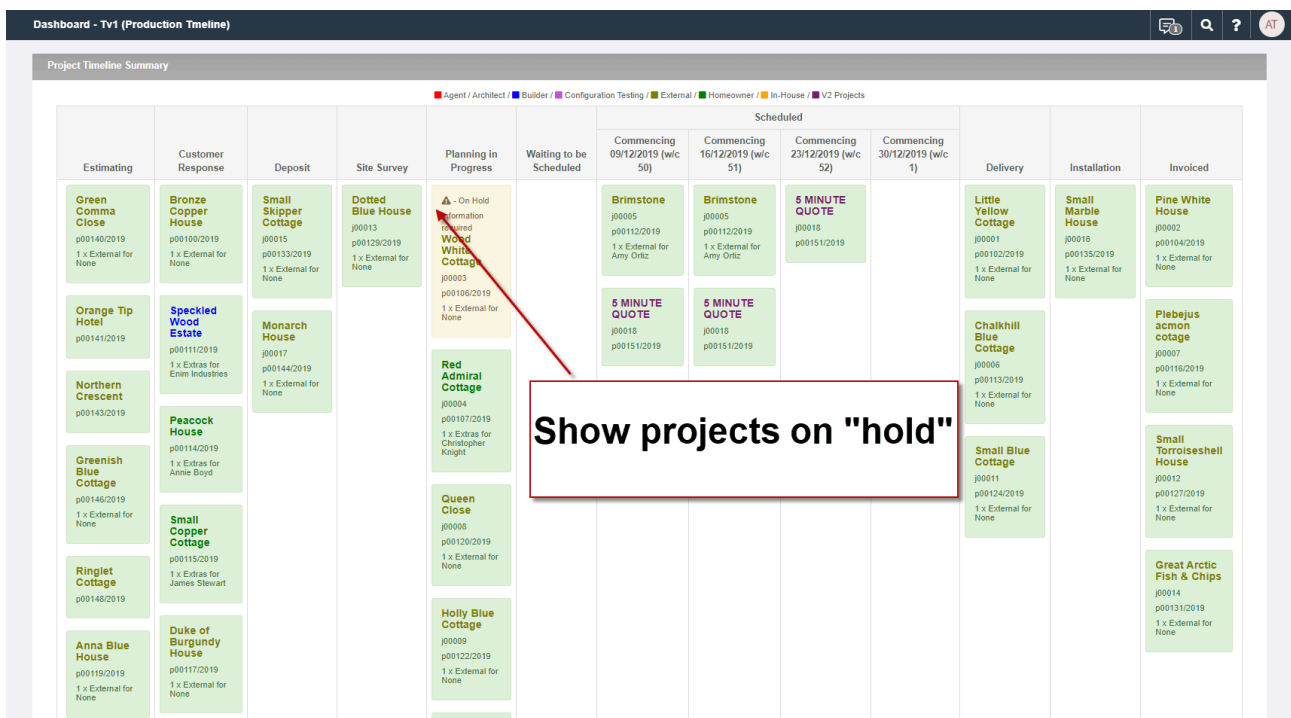 Dashboard - Tv1 (Production Tmeline)
1
?
AT
Project Timeline Summary
Agent / Architect / Builder / Configuration Testing / External / Homeowner / In-House / V2 Projects
Estimating
Customer
Response
Deposit
Site Survey
Planning in
Progress
Waiting to be
Scheduled
Scheduled
Commencing
09/12/2019 (w/c
50)
Commencing
16/12/2019 (w/c
51)
Commencing
23/12/2019 (w/c
52)
Commencing
30/12/2019 (w/c
1)
Delivery
Installation
Invoiced
Green
Comma
Close
p00140/2019
1 x External for
None
Orange Tip
Hotel
p00141/2019
Northern
Crescent
p00143/2019
Greenish
Blue
Cottage
p00146/2019
1 x External for
None
Ringlet
Cottage
p00148/2019
Anna Blue
House
p00119/2019
1 x External for
None
Bronze
Copper
House
p00100/2019
1 x External for
None
Speckled
Wood
Estate
p00111/2019
1 x Extras for
Enim Industries
Peacock
House
p00114/2019
1 x Extras for
Annie Boyd
Small
Copper
Cottage
p00115/2019
1 x Extras for
James Stewart
Duke of
Burgundy
House
p00117/2019
1 x External for
None
Small
Skipper
Cottage
j00015
p00133/2019
1 x External for
None
Monarch
House
j00017
p00144/2019
1 x External for
None
Dotted
Blue House
j00013
p00129/2019
1 x External for
None
- On Hold
information
required
Wood
White
Cottage
j00003
p00106/2019
1 x External for
None
Red
Admiral
Cottage
j00004
p00107/2019
1 x Extras for
Christopher
Knight
Queen
Close
j00008
p00120/2019
1 x External for
None
Holly Blue
Cottage
j00009
p00122/2019
1 x External for
None
Brimstone
j00005
p00112/2019
1 x External for
Amy Ortiz
5 MINUTE
QUOTE
j00018
p00151/2019
Brimstone
j00005
p00112/2019
1 x External for
Amy Ortiz
5 MINUTE
QUOTE
j00018
p00151/2019
5 MINUTE
QUOTE
j00018
p00151/2019
Show projects on "hold"
Little
Yellow
Cottage
j00001
p00102/2019
1 x External for
None
Chalkhill
Blue
Cottage
j00006
p00113/2019
1 x External for
None
Small Blue
Cottage
j00011
p00124/2019
1 x External for
None
Small
Marble
House
j00016
p00135/2019
1 x External for
None
Pine White
House
j00002
p00104/2019
1 x External for
None
Plebejus
acmon
cotage
j00007
p00116/2019
1 x External for
None
Small
Torroiseshell
House
j00012
p00127/2019
1 x External for
None
Great Arctic
Fish & Chips
j00014
p00131/2019
1 x External for
None